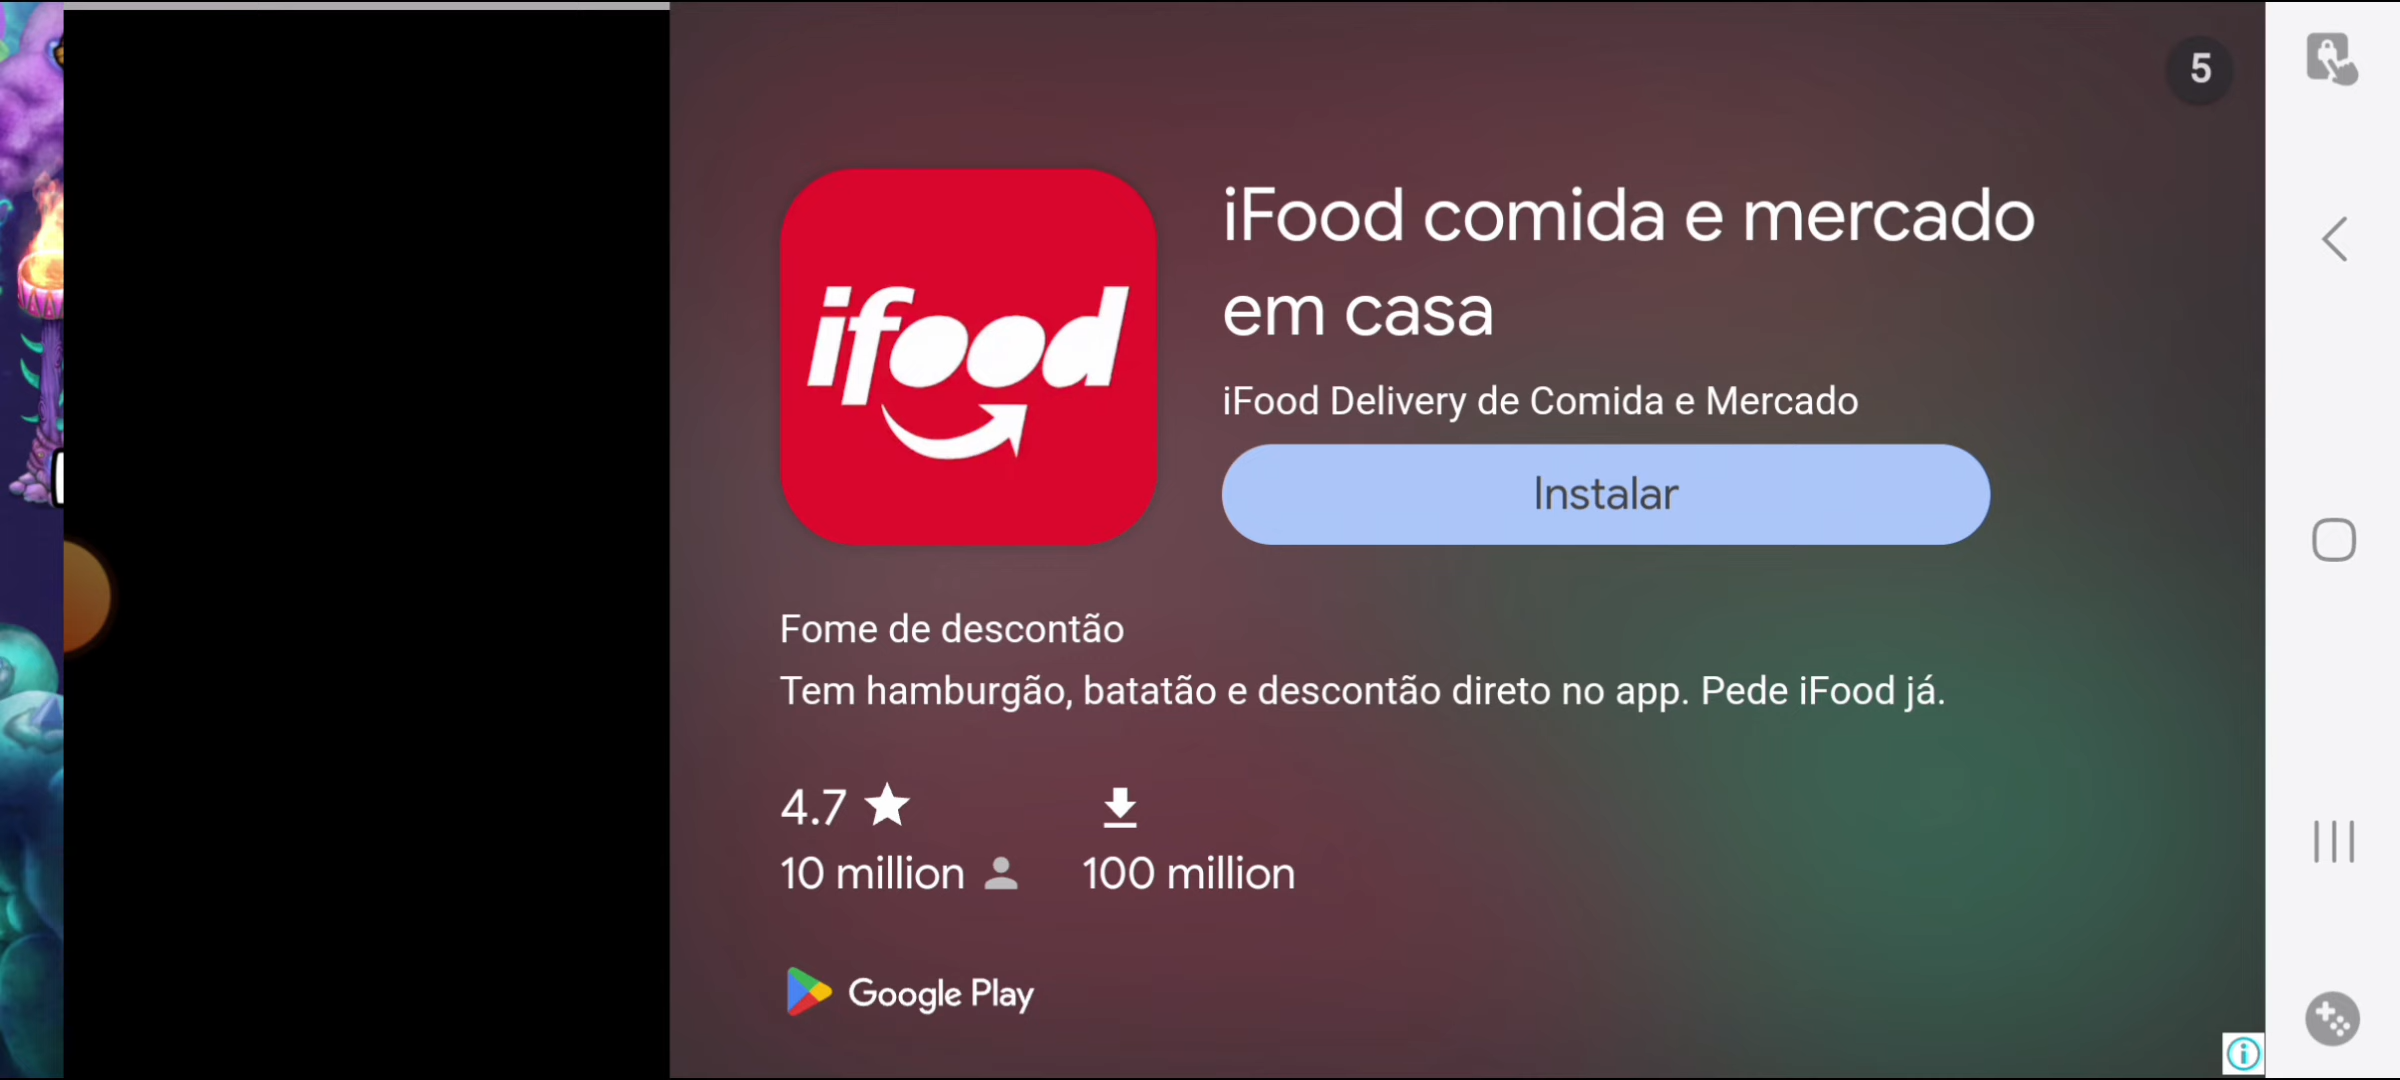 5
ifood
iFood comida e mercado
em casa
iFood Delivery de Comida e Mercado
Instalar
Fome de descontão
Tem hamburgão, batatão e descontão direto no app. Pede iFood já.
4.7
10 million
100 million
Google Play